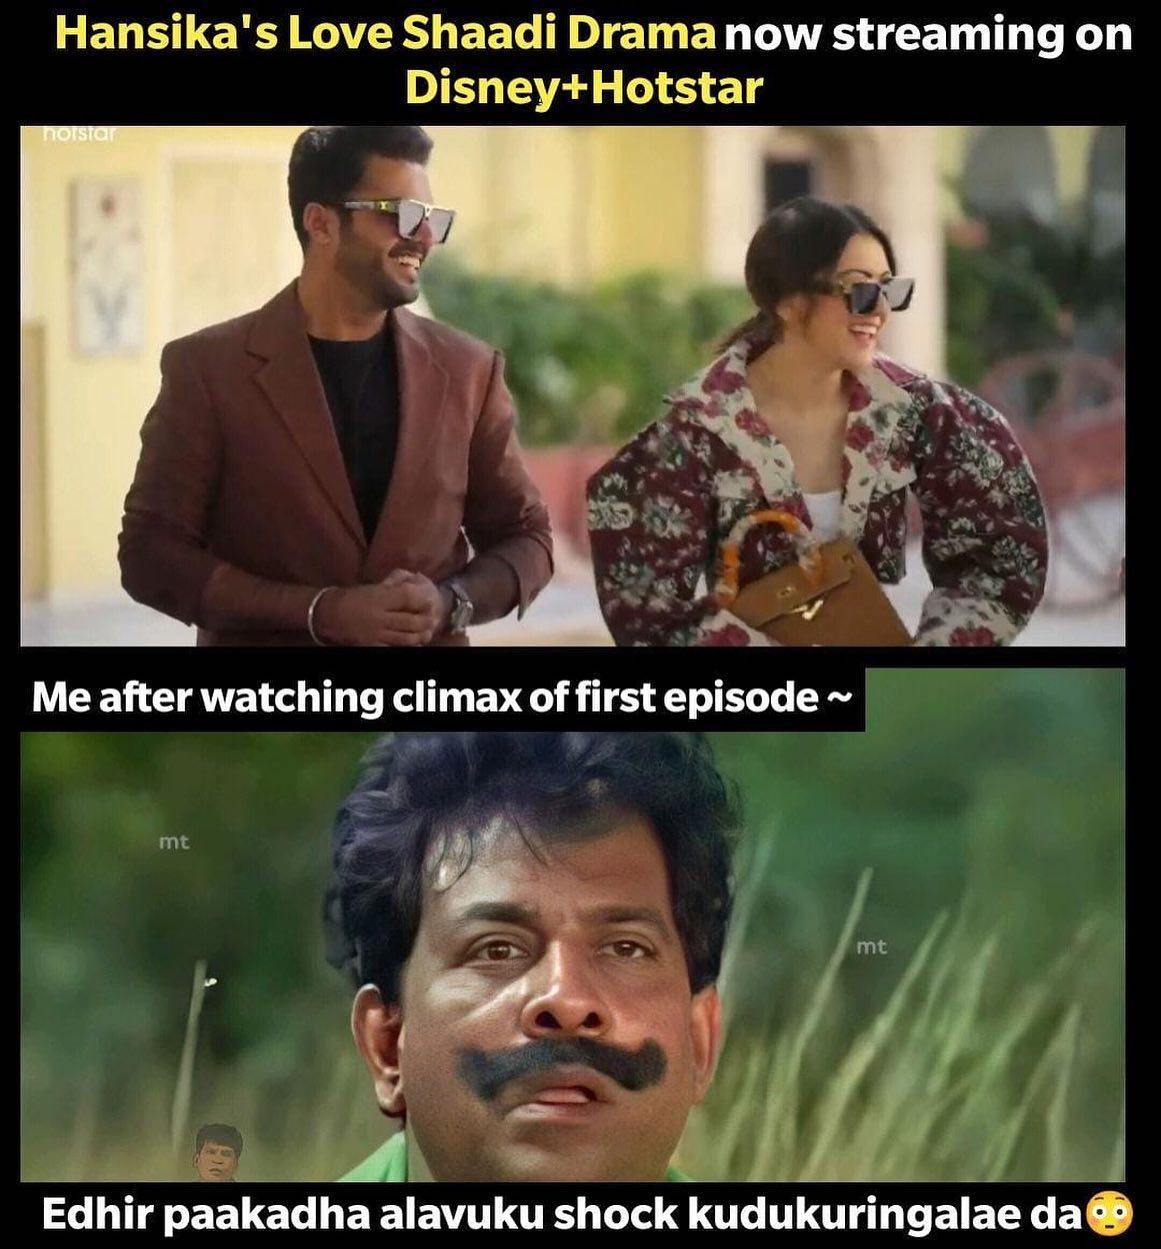 Hansika's Love Shaadi Drama now streaming on
Disney+Hotstar
hotstar
Me after watching climax of first episode ~
mt
mt
Edhir paakadha alavuku shock kudukuringalae da😳